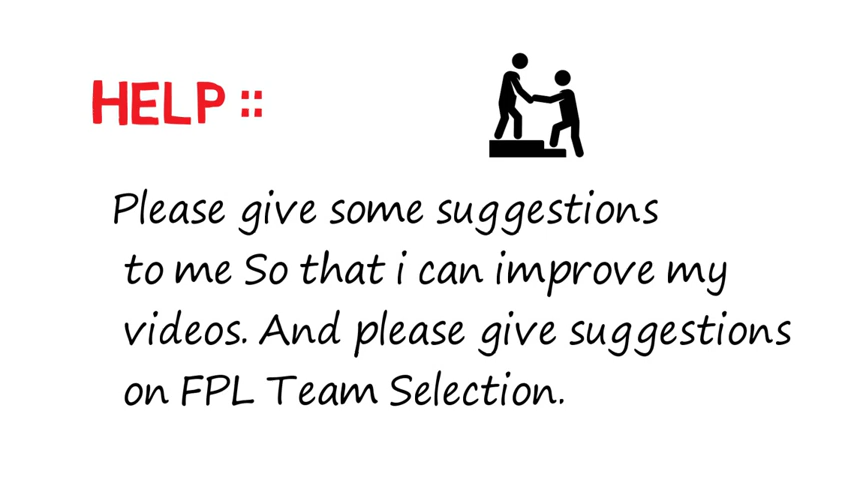 HELP ::
Please give some suggestions
to me So that i can improve my
videos. And please give suggestions
on FPL Team Selection.